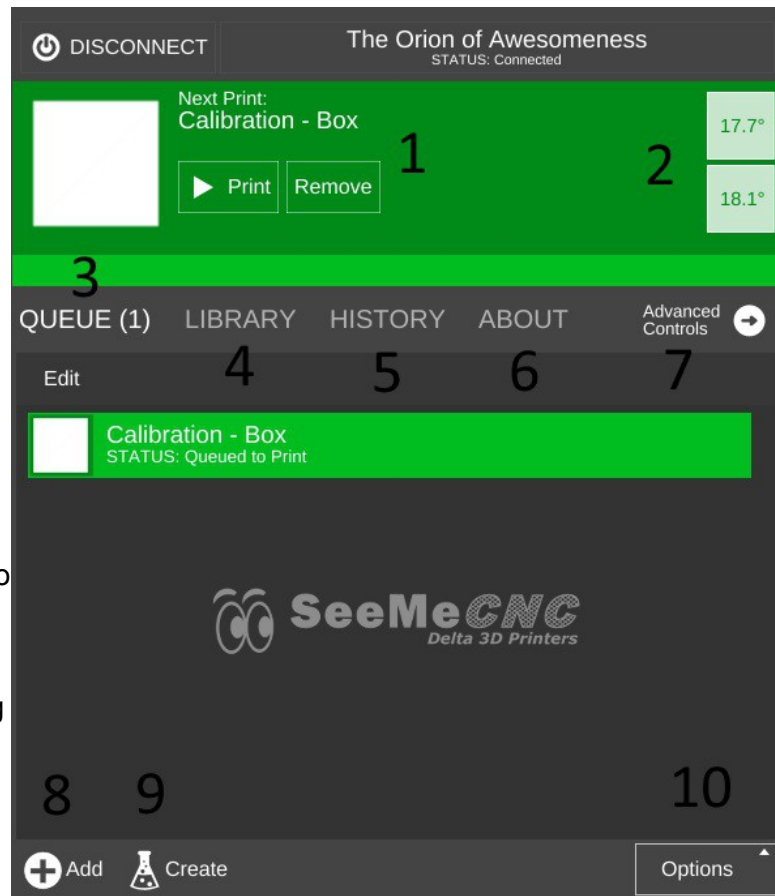 DISCONNECT
The Orion of Awesomeness
STATUS: Connected
Next Print:
Calibration - Box
1
Print
Remove
2
17.7°
18.1°
3
QUEUE (1)
LIBRARY
HISTORY
ABOUT
Advanced
Controls
4
5
6
7
Edit
Calibration - Box
STATUS: Queued to Print
o
SeeMeCNC
Delta 3D Printers
g
8
9
10
Add
Create
Options